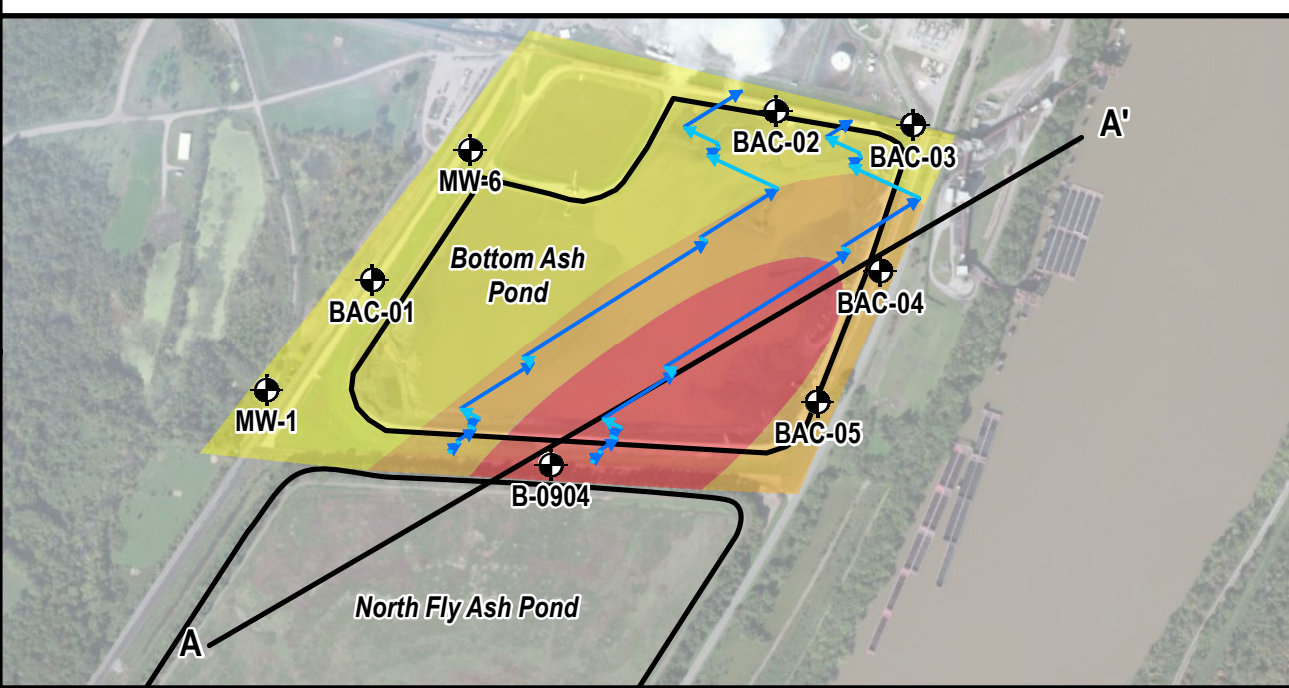 A'
BAC-02
BAC-03
MW-6
Bottom Ash
Pond
BAC-01
BAC-04
MW-1
BAC-05
B-0904
North Fly Ash Pond
A